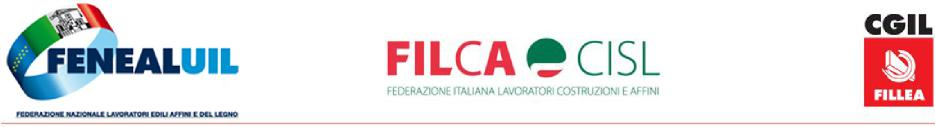 FENEALUIL
FEDERAZIONE NAZIONALE LAVORATORI EDILI AFFINI E DEL LEGNO
FILCA CISL
FEDERAZIONE ITALIANA LAVORATORI COSTRUZIONI E AFFINI
CGIL
FILLEA